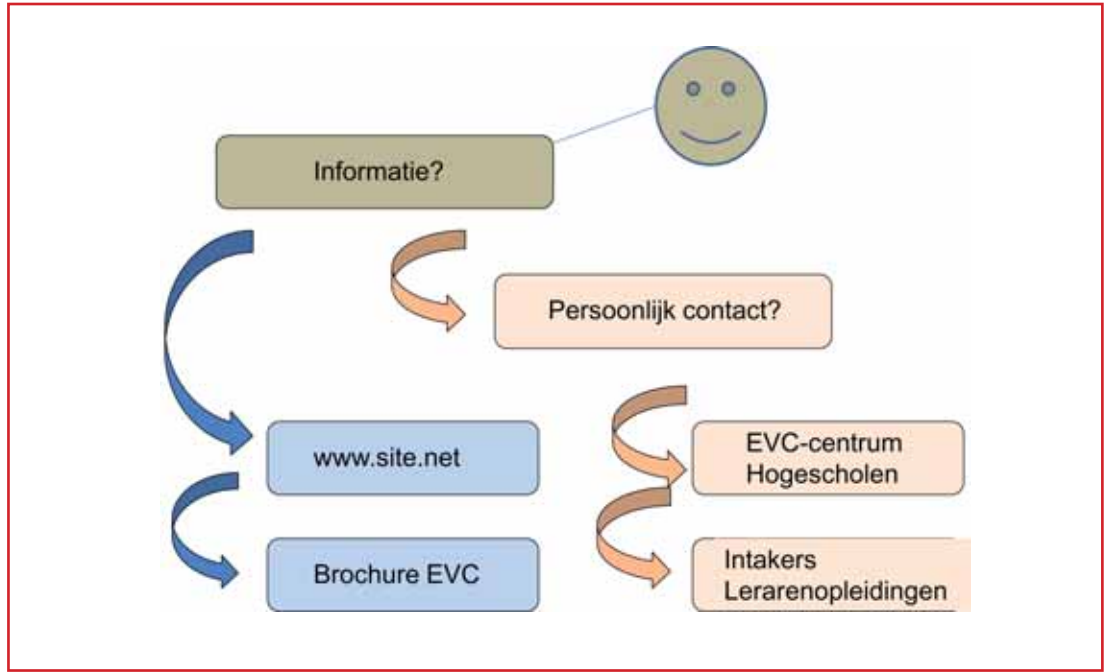 Informatie?
Persoonlijk contact?
www.site.net
EVC-centrum
Hogescholen
Brochure EVC
Intakers
Lerarenopleidingen